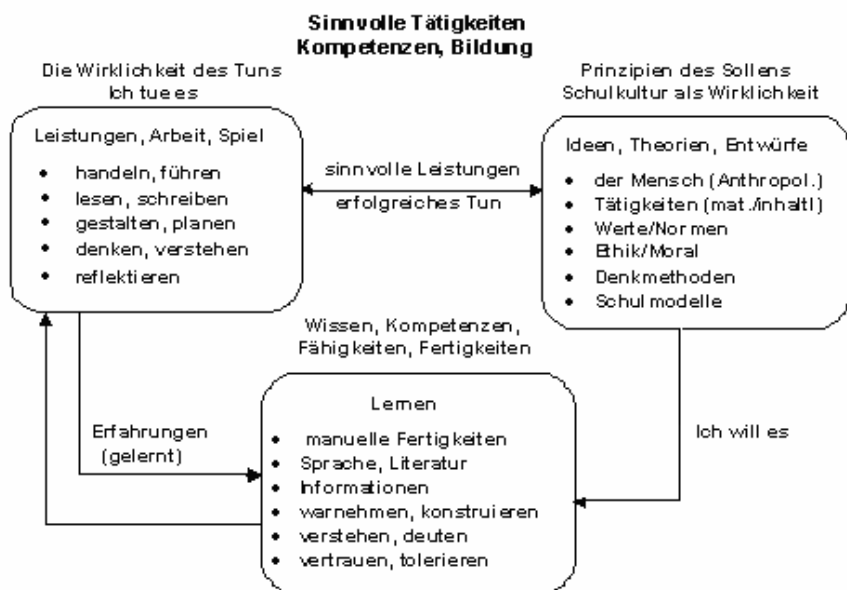 Sinnvolle Tätigkeiten
Kompetenzen, Bildung
Die Wirklichkeit des Tuns
Ich tue es
Prinzipien des Sollens
Schulkultur als Wirklichkeit
Leistungen, Arbeit, Spiel
• handeln, führen
• lesen, schreiben
• gestalten, planen
• denken, verstehen
• reflektieren
sinnvolle Leistungen
erfolgreiches Tun
Ideen, Theorien, Entwürfe
• der Mensch (Anthropol.)
• Tätigkeiten (mat./inhaltl)
• Werte/Normen
• Ethik/Moral
• Denkmethoden
• Schulmodelle
Wissen, Kompetenzen,
Fähigkeiten, Fertigkeiten
Lernen
• manuelle Fertigkeiten
• Sprache, Literatur
• Informationen
• warnehmen, konstruieren
• verstehen, deuten
• vertrauen, tolerieren
Erfahrungen
(gelernt)
Ich will es